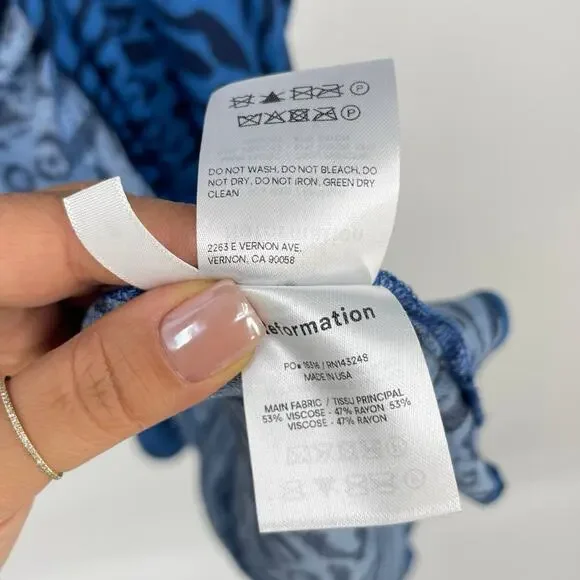 P
P
DO NOT WASH, DO NOT BLEACH, DO
NOT DRY, DO NOT IRON, GREEN DRY
CLEAN
2263 E VERNON AVE.
VERNON, CA 90058
eformation
MADE IN USA
MAIN FABRIC / TISSU PRINCIPAL
53% VISCOSE - 47% RAYON 53%
VISCOSE - 47% RAYON